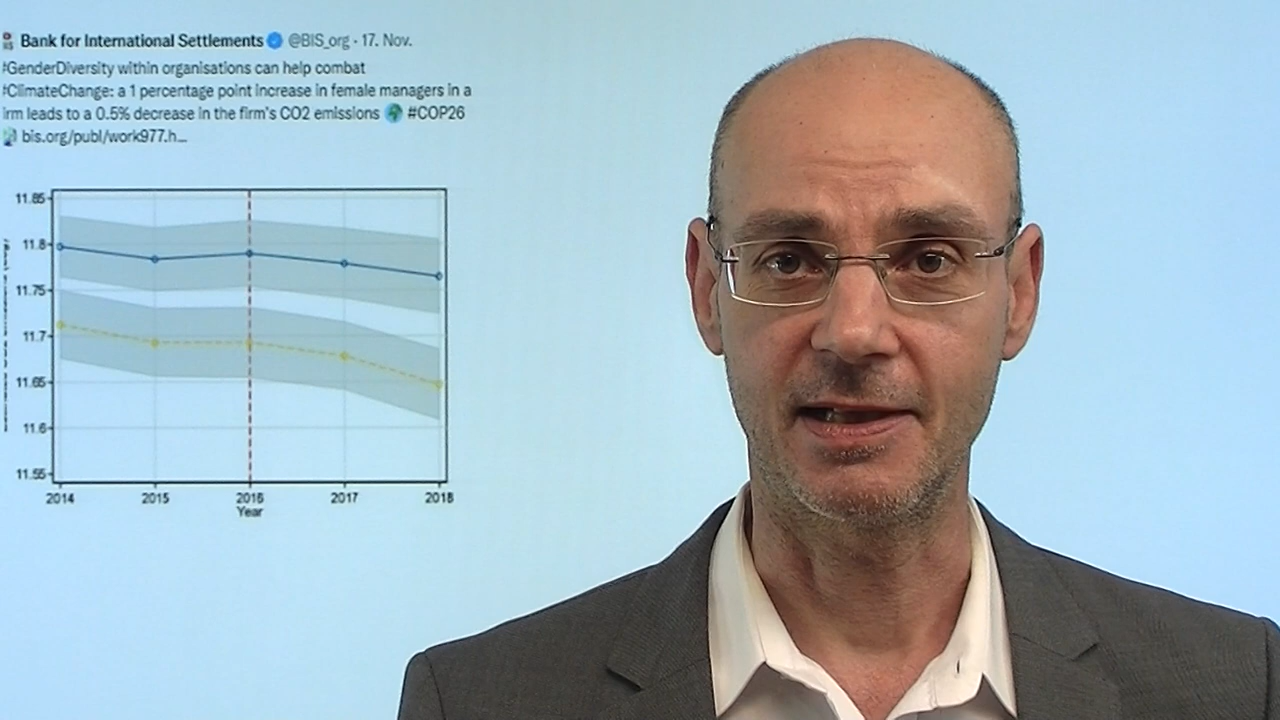 Bank for International Settlements @BIS_org · 17. Nov.
#GenderDiversity within organisations can help combat
#ClimateChange: a 1 percentage point increase in female managers in a
irm leads to a 0.5% decrease in the firm's CO2 emissions #COP26
bis.org/publ/work977.h...
11.85
11.8
11.75
11.7
11.65
11.6
11.55
2014 2015 2016 2017 2018
Year